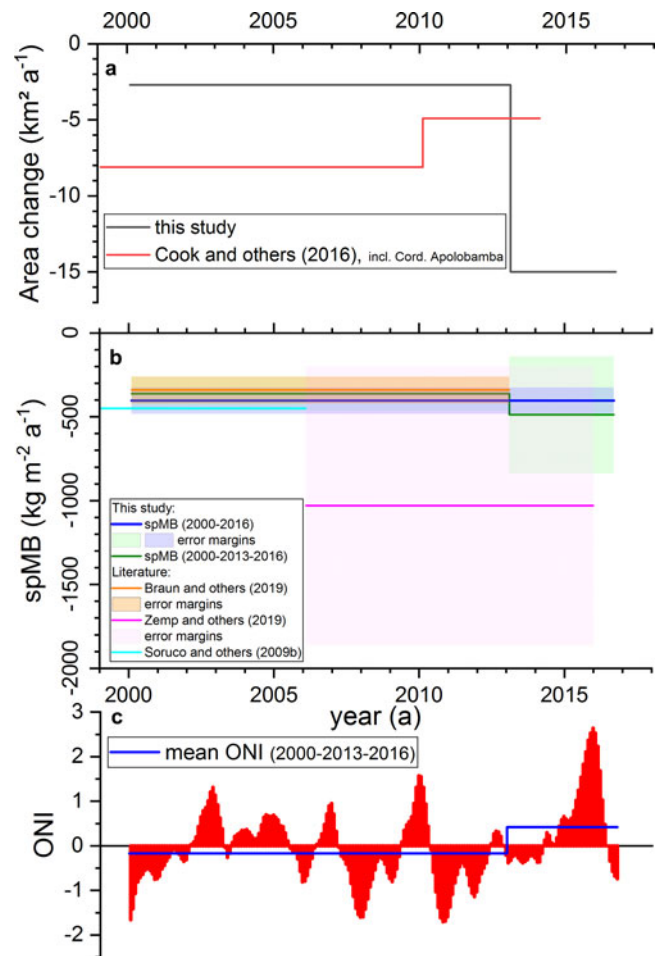 2000 2005 2010 2015
0
a
-5
-10
-15
Area change (km² a⁻¹)
this study
Cook and others (2016), incl. Cord. Apolobamba
0
b
-500
-1000
-1500
-2000
spMB (kg m⁻² a⁻¹)
This study:
spMB (2000-2016)
error margins
spMB (2000-2013-2016)
Literature:
Braun and others (2019)
error margins
Zemp and others (2019)
error margins
Soruco and others (2009b)
2000 2005 2010 2015
year (a)
3
c
2
1
0
-1
-2
ONI
mean ONI (2000-2013-2016)